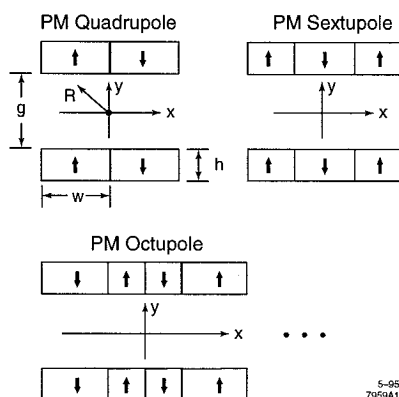 PM Quadrupole
PM Sextupole
y
R
x
g
h
w
y
x
PM Octupole
y
x
5–95
7959A1